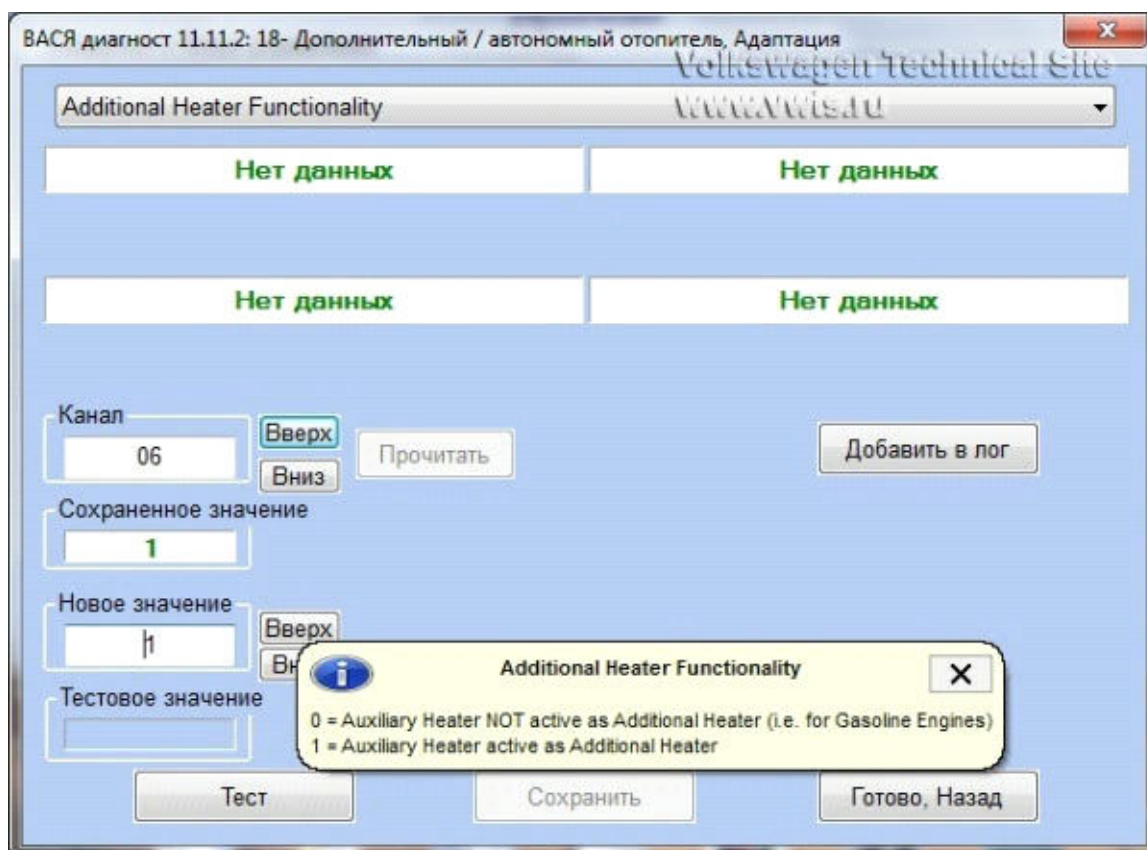 ВАСЯ диагност 11.11.2: 18- Дополнительный / автономный отопитель, Адаптация
x
Volkswagen Technical Site
www.vwts.ru
Additional Heater Functionality
Нет данных Нет данных
Нет данных Нет данных
Канал
06
Вверх
Вниз
Прочитать
Добавить в лог
Сохраненное значение
1
Новое значение
1
Вверх
Вн
Тестовое значение
Additional Heater Functionality
0 = Auxiliary Heater NOT active as Additional Heater (i.e. for Gasoline Engines)
1 = Auxiliary Heater active as Additional Heater
Тест
Сохранить
Готово, Назад